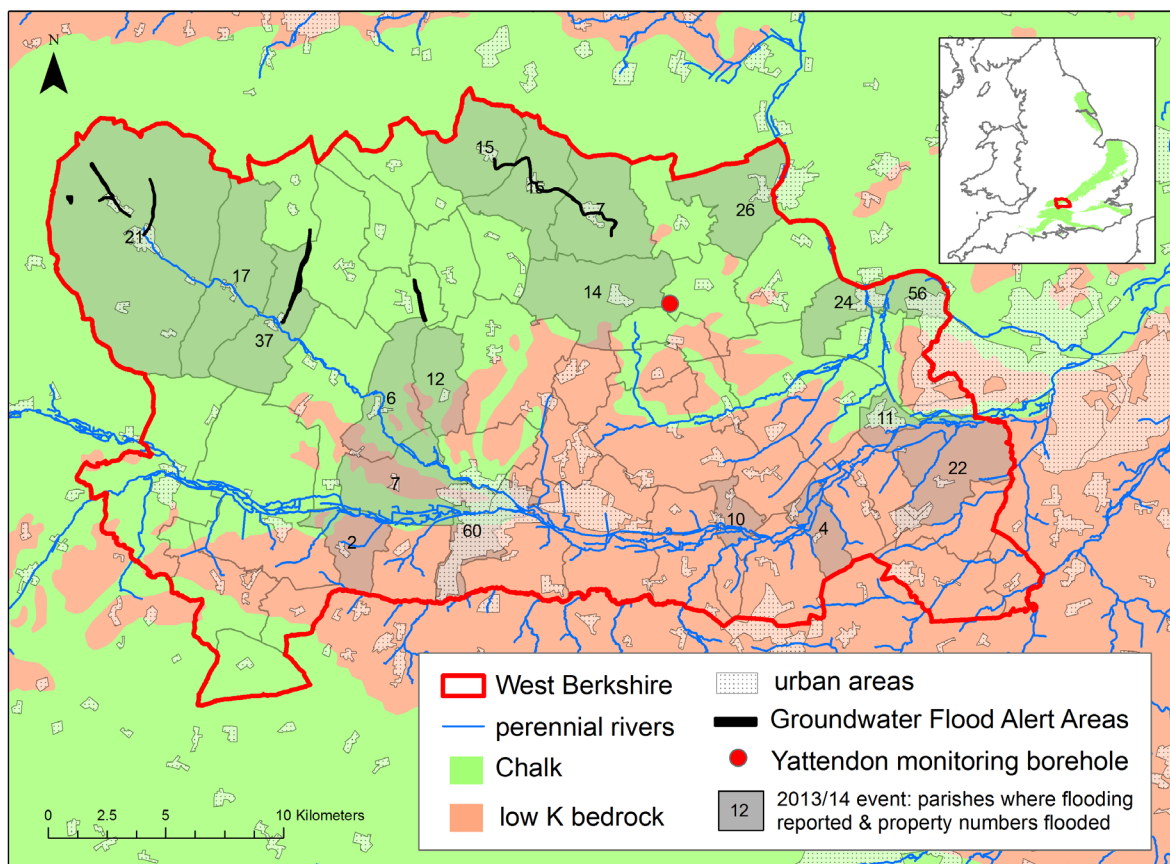 N
15
15
7
26
21
17
14
24
56
37
12
6
11
22
7
10
4
60
2
West Berkshire
perennial rivers
Chalk
low K bedrock
urban areas
Groundwater Flood Alert Areas
Yattendon monitoring borehole
12
2013/14 event: parishes where flooding
reported & property numbers flooded
0 2.5 5 10 Kilometers